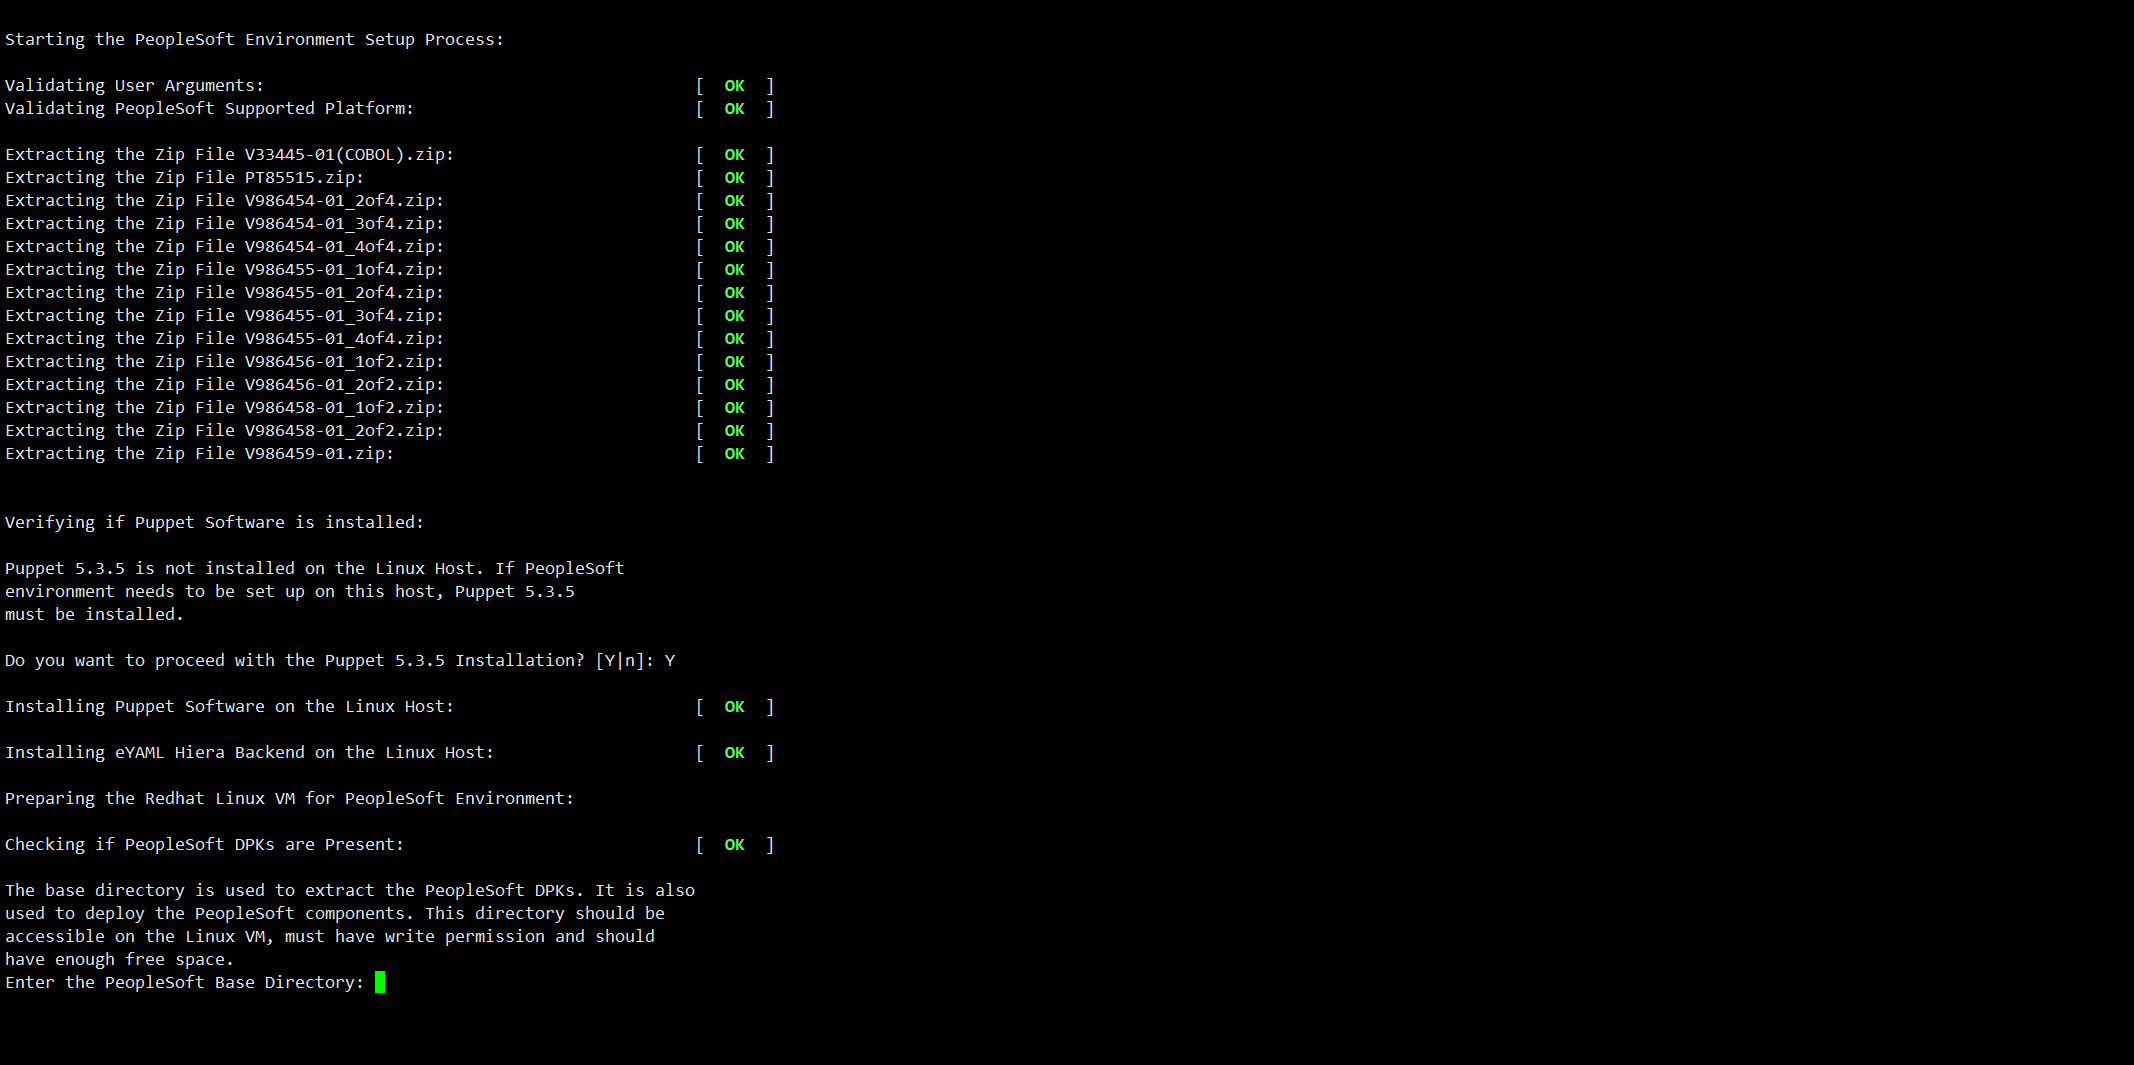 Starting the PeopleSoft Environment Setup Process:
Validating User Arguments: [ OK ]
Validating PeopleSoft Supported Platform: [ OK ]
Extracting the Zip File V33445-01(COBOL).zip: [ OK ]
Extracting the Zip File PT85515.zip: [ OK ]
Extracting the Zip File V986454-01_2of4.zip: [ OK ]
Extracting the Zip File V986454-01_3of4.zip: [ OK ]
Extracting the Zip File V986454-01_4of4.zip: [ OK ]
Extracting the Zip File V986455-01_1of4.zip: [ OK ]
Extracting the Zip File V986455-01_2of4.zip: [ OK ]
Extracting the Zip File V986455-01_3of4.zip: [ OK ]
Extracting the Zip File V986455-01_4of4.zip: [ OK ]
Extracting the Zip File V986456-01_1of2.zip: [ OK ]
Extracting the Zip File V986456-01_2of2.zip: [ OK ]
Extracting the Zip File V986458-01_1of2.zip: [ OK ]
Extracting the Zip File V986458-01_2of2.zip: [ OK ]
Extracting the Zip File V986459-01.zip: [ OK ]
Verifying if Puppet Software is installed:
Puppet 5.3.5 is not installed on the Linux Host. If PeopleSoft
environment needs to be set up on this host, Puppet 5.3.5
must be installed.
Do you want to proceed with the Puppet 5.3.5 Installation? [Y|n]: Y
Installing Puppet Software on the Linux Host: [ OK ]
Installing eYAML Hiera Backend on the Linux Host: [ OK ]
Preparing the Redhat Linux VM for PeopleSoft Environment:
Checking if PeopleSoft DPKs are Present: [ OK ]
The base directory is used to extract the PeopleSoft DPKs. It is also
used to deploy the PeopleSoft components. This directory should be
accessible on the Linux VM, must have write permission and should
have enough free space.
Enter the PeopleSoft Base Directory: